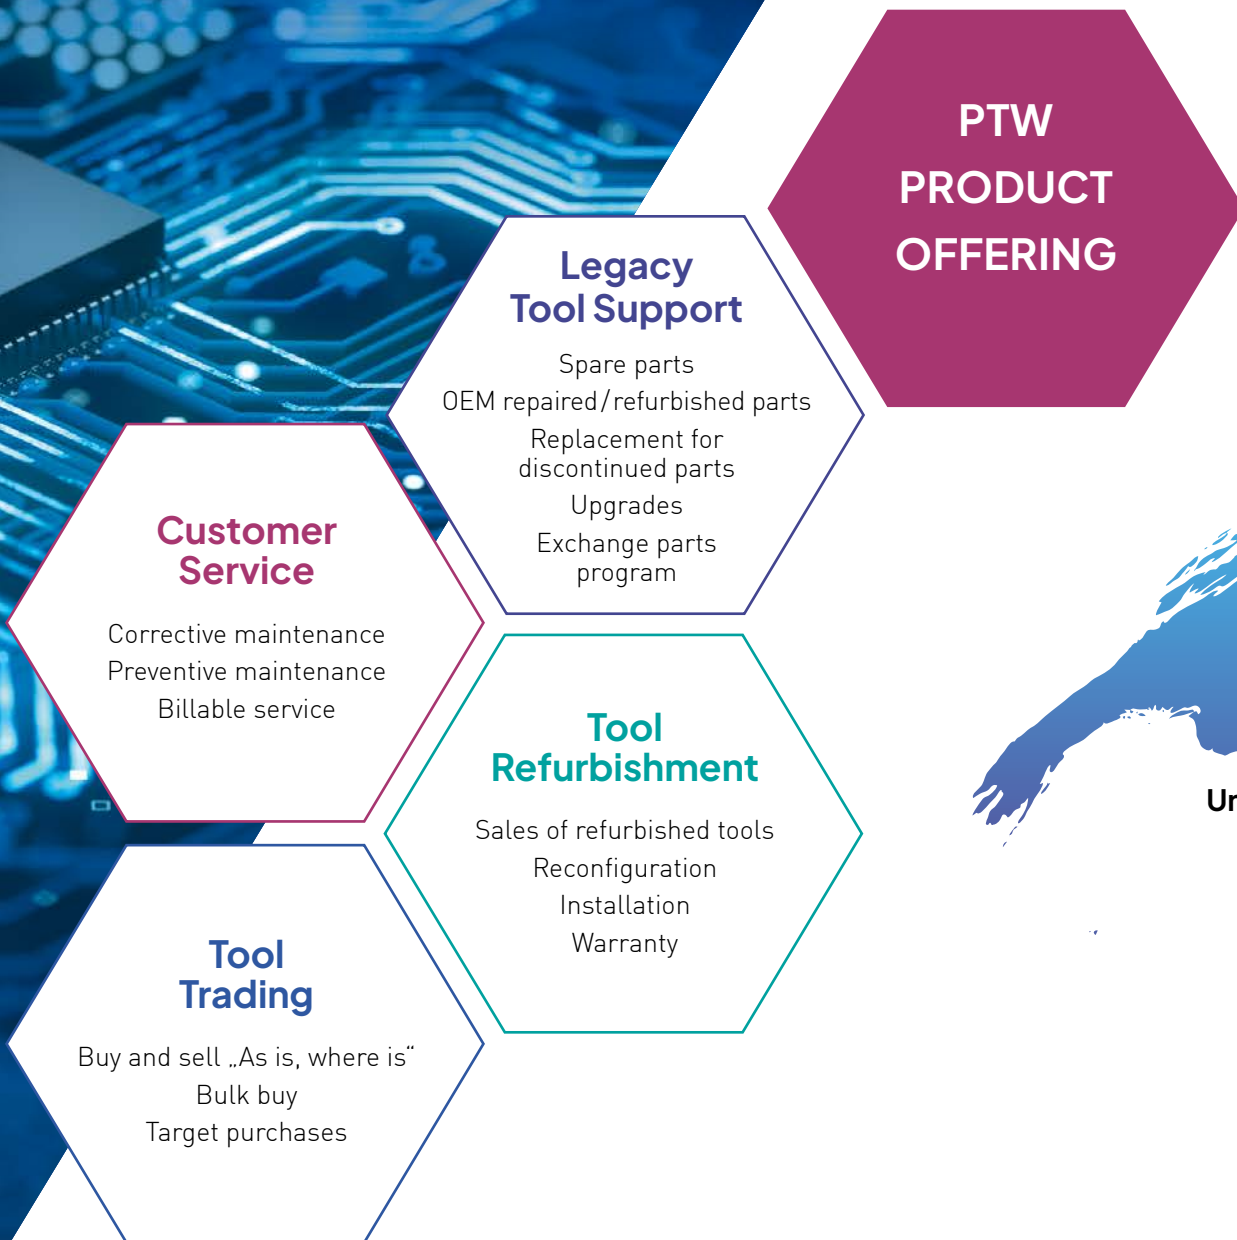 PTW
PRODUCT
OFFERING
Legacy
Tool Support
Spare parts
OEM repaired/refurbished parts
Replacement for
discontinued parts
Upgrades
Exchange parts
program
Customer
Service
Corrective maintenance
Preventive maintenance
Billable service
Tool
Refurbishment
Sales of refurbished tools
Reconfiguration
Installation
Warranty
Tool
Trading
Buy and sell „As is, where is“
Bulk buy
Target purchases